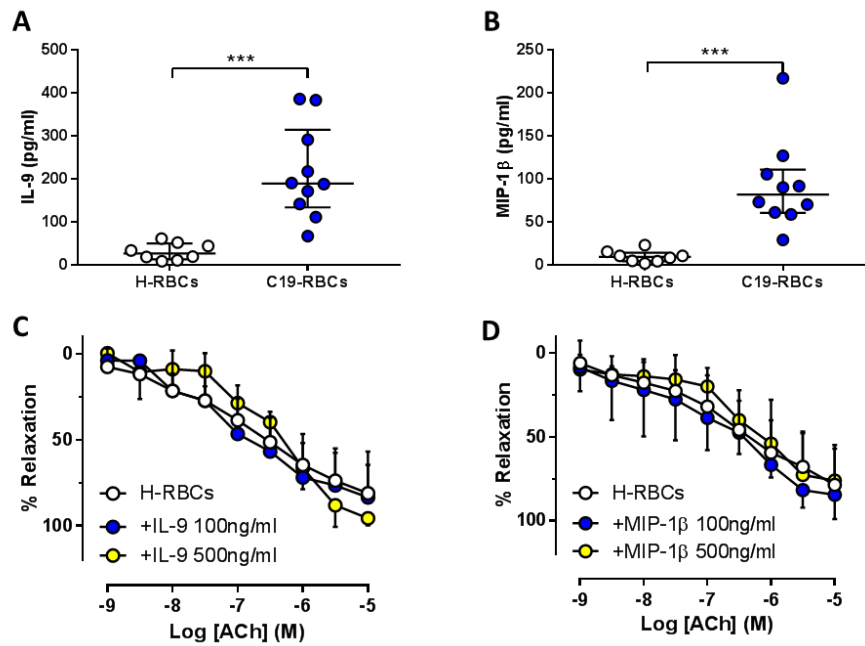 A
500
400
300
200
100
0
IL-9 (pg/ml)
***
H-RBCs
C19-RBCs
B
250
200
150
100
50
0
MIP-1β (pg/ml)
***
H-RBCs
C19-RBCs
C
0
50
100
% Relaxation
H-RBCs
+IL-9 100ng/ml
+IL-9 500ng/ml
-9
-8
-7
-6
-5
Log [ACh] (M)
D
0
50
100
% Relaxation
H-RBCs
+MIP-1β 100ng/ml
+MIP-1β 500ng/ml
-9
-8
-7
-6
-5
Log [ACh] (M)